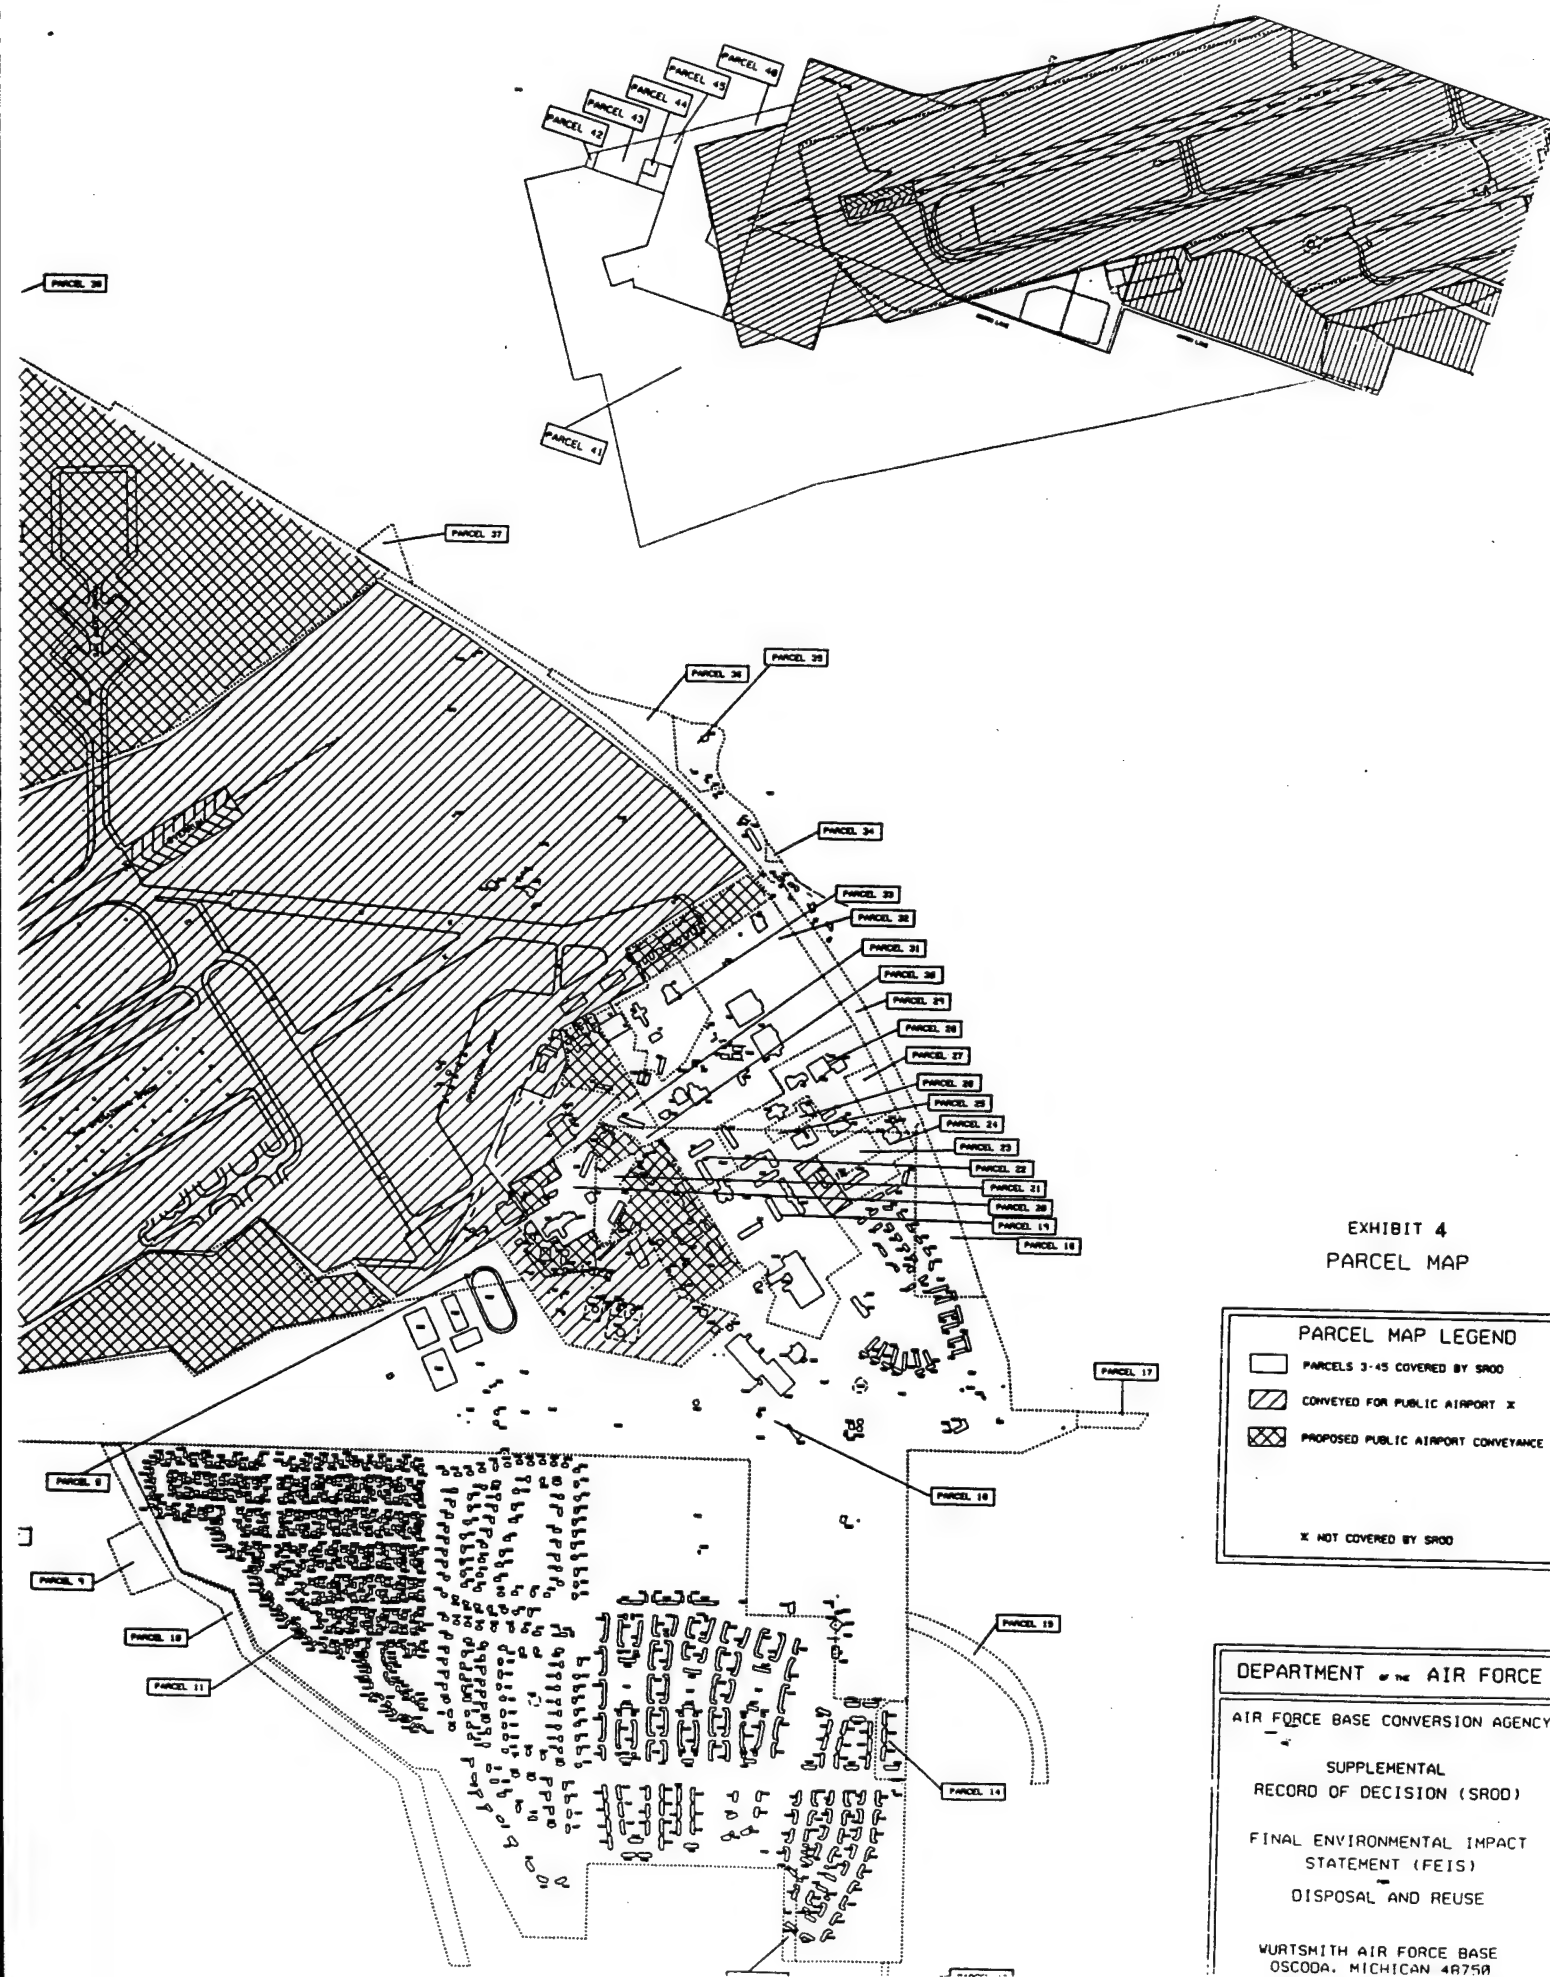 PARCEL 46
PARCEL 45
PARCEL 44
PARCEL 43
PARCEL 42
PARCEL 41
PARCEL 37
PARCEL 35
PARCEL 36
PARCEL 34
PARCEL 33
PARCEL 32
PARCEL 31
PARCEL 30
PARCEL 29
PARCEL 28
PARCEL 27
PARCEL 26
PARCEL 25
PARCEL 24
PARCEL 23
PARCEL 22
PARCEL 21
PARCEL 20
PARCEL 19
PARCEL 18
EXHIBIT 4
PARCEL MAP
PARCEL MAP LEGEND
PARCELS 3-45 COVERED BY SROD
CONVEYED FOR PUBLIC AIRPORT *
PROPOSED PUBLIC AIRPORT CONVEYANCE
* NOT COVERED BY SROD
PARCEL 17
PARCEL 8
PARCEL 9
PARCEL 10
PARCEL 11
PARCEL 14
DEPARTMENT OF THE AIR FORCE
AIR FORCE BASE CONVERSION AGENCY
SUPPLEMENTAL
RECORD OF DECISION (SROD)
FINAL ENVIRONMENTAL IMPACT
STATEMENT (FEIS)
DISPOSAL AND REUSE
WURTSMITH AIR FORCE BASE
OSCODA, MICHIGAN 48750